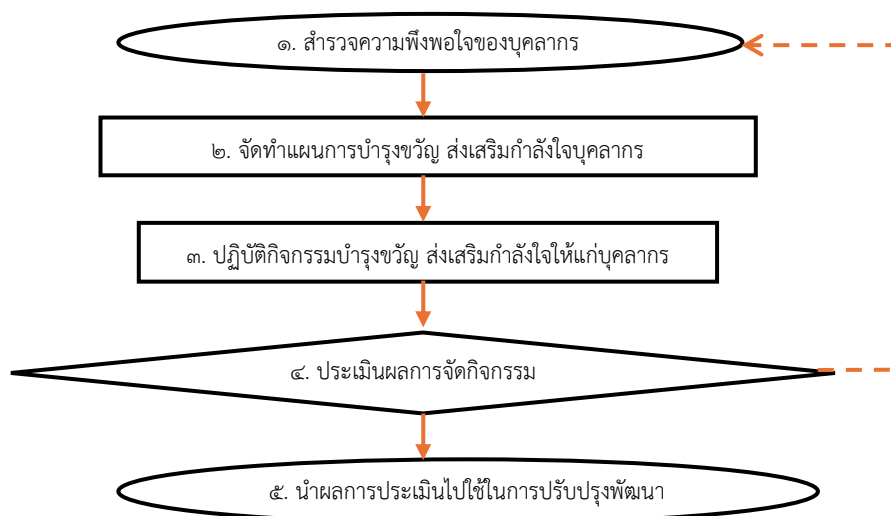 ๑. สำรวจความพึงพอใจของบุคลากร
๒. จัดทำแผนการบำรุงขวัญ ส่งเสริมกำลังใจบุคลากร
๓. ปฏิบัติกิจกรรมบำรุงขวัญ ส่งเสริมกำลังใจให้แก่บุคลากร
๔. ประเมินผลการจัดกิจกรรม
๕. นำผลการประเมินไปใช้ในการปรับปรุงพัฒนา